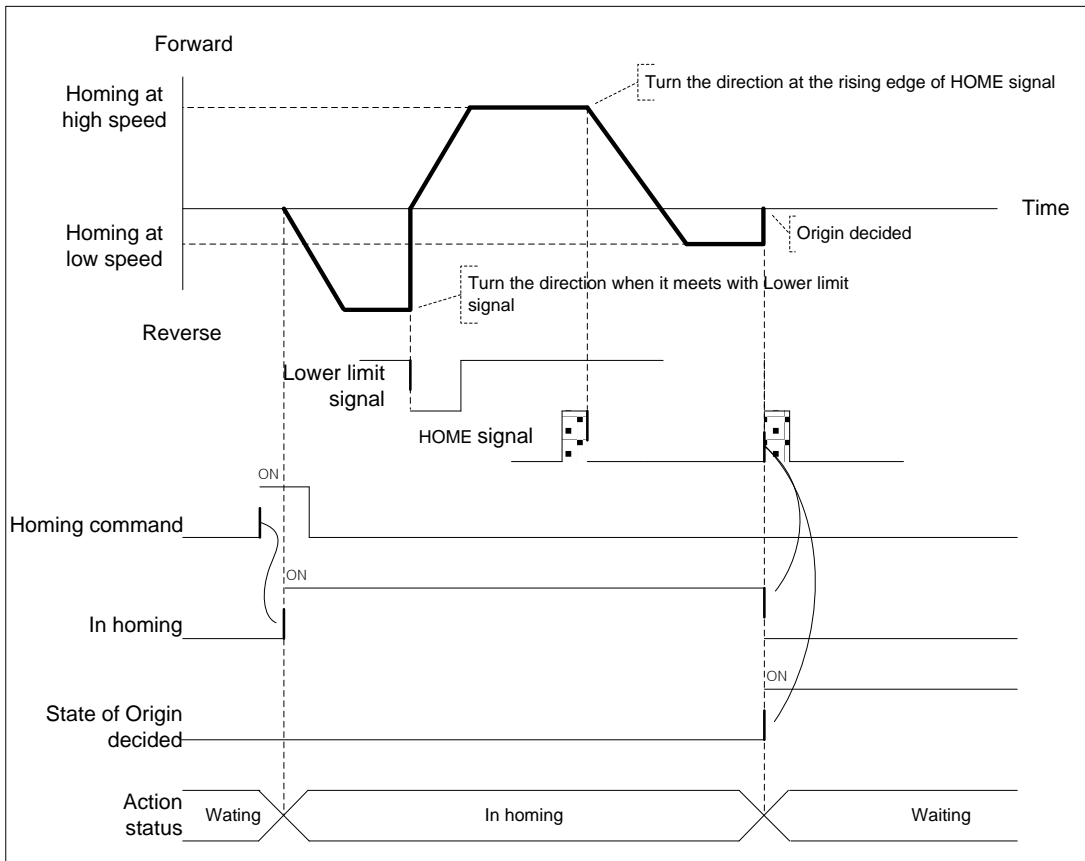 Forward
Turn the direction at the rising edge of HOME signal
Homing at
high speed
Time
Homing at
low speed
Origin decided
Turn the direction when it meets with Lower limit
signal
Reverse
Lower limit
signal
HOME signal
ON
Homing command
ON
In homing
ON
State of Origin
decided
Action
status
Wating
In homing
Waiting